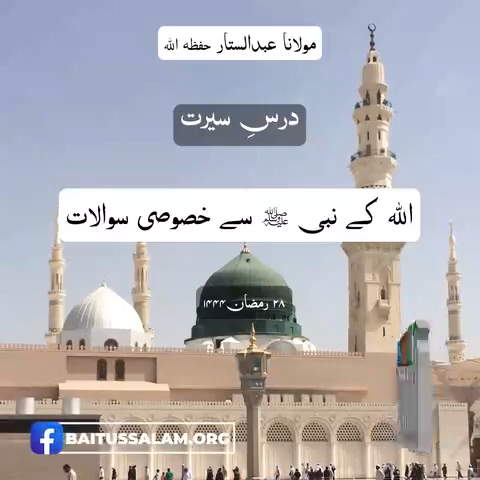 مولانا عبدالستار حفظہ اللہ
درسِ سیرت
اللہ کے نبی ﷺ سے خصوصی سوالات
۲۸ رمضان ۱۴۴۴
BAITUSSALAM.ORG